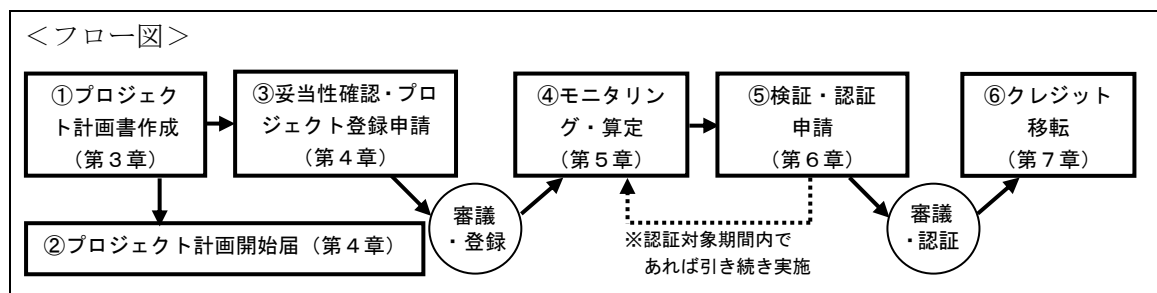 ＜フロー図＞
①プロジェク
ト計画書作成
（第３章）
③妥当性確認・プロ
ジェクト登録申請
（第４章）
④モニタリン
グ・算定
（第５章）
⑤検証・認証
申請
（第６章）
⑥クレジット
移転
（第７章）
②プロジェクト計画開始届（第４章）
審議
・登録
※認証対象期間内で
あれば引き続き実施
審議
・認証